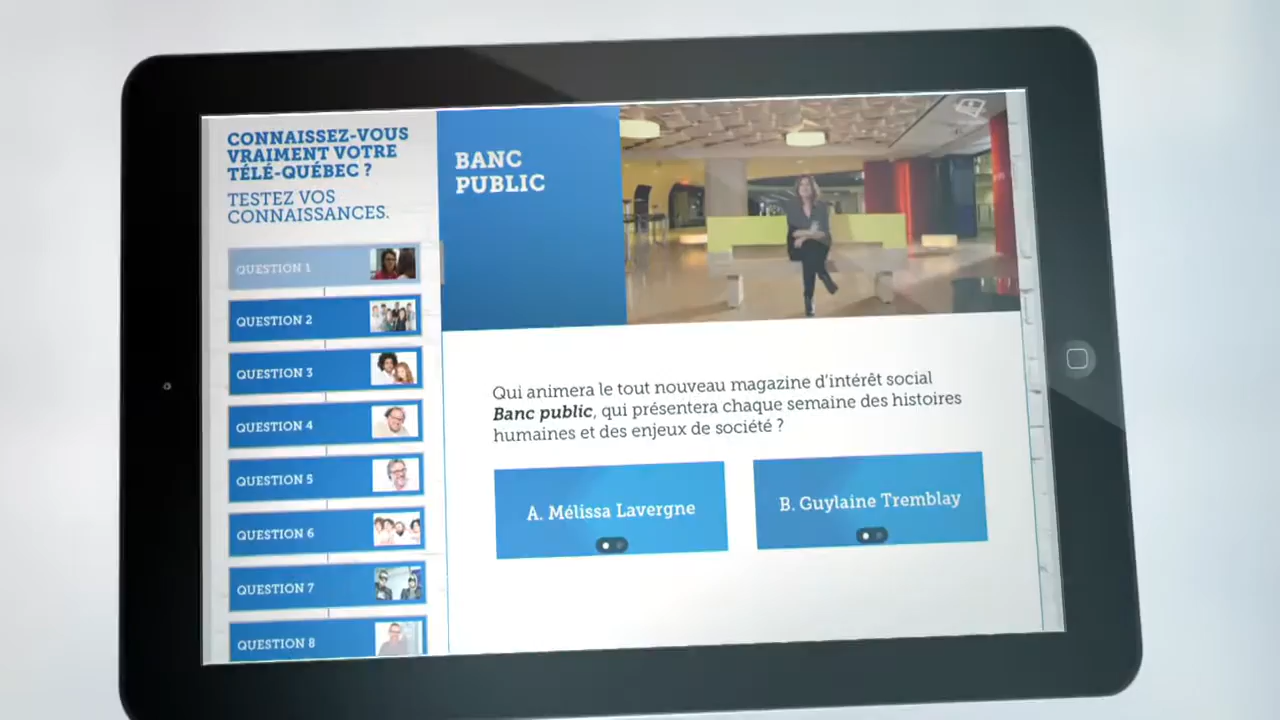 CONNAISSEZ-VOUS
VRAIMENT VOTRE
TÉLÉ-QUÉBEC ?
TESTEZ VOS
CONNAISSANCES.
QUESTION 1
QUESTION 2
QUESTION 3
QUESTION 4
QUESTION 5
QUESTION 6
QUESTION 7
QUESTION 8
BANC
PUBLIC
Qui animera le tout nouveau magazine d'intérêt social
Banc public, qui présentera chaque semaine des histoires
humaines et des enjeux de société ?
A. Mélissa Lavergne
B. Guylaine Tremblay